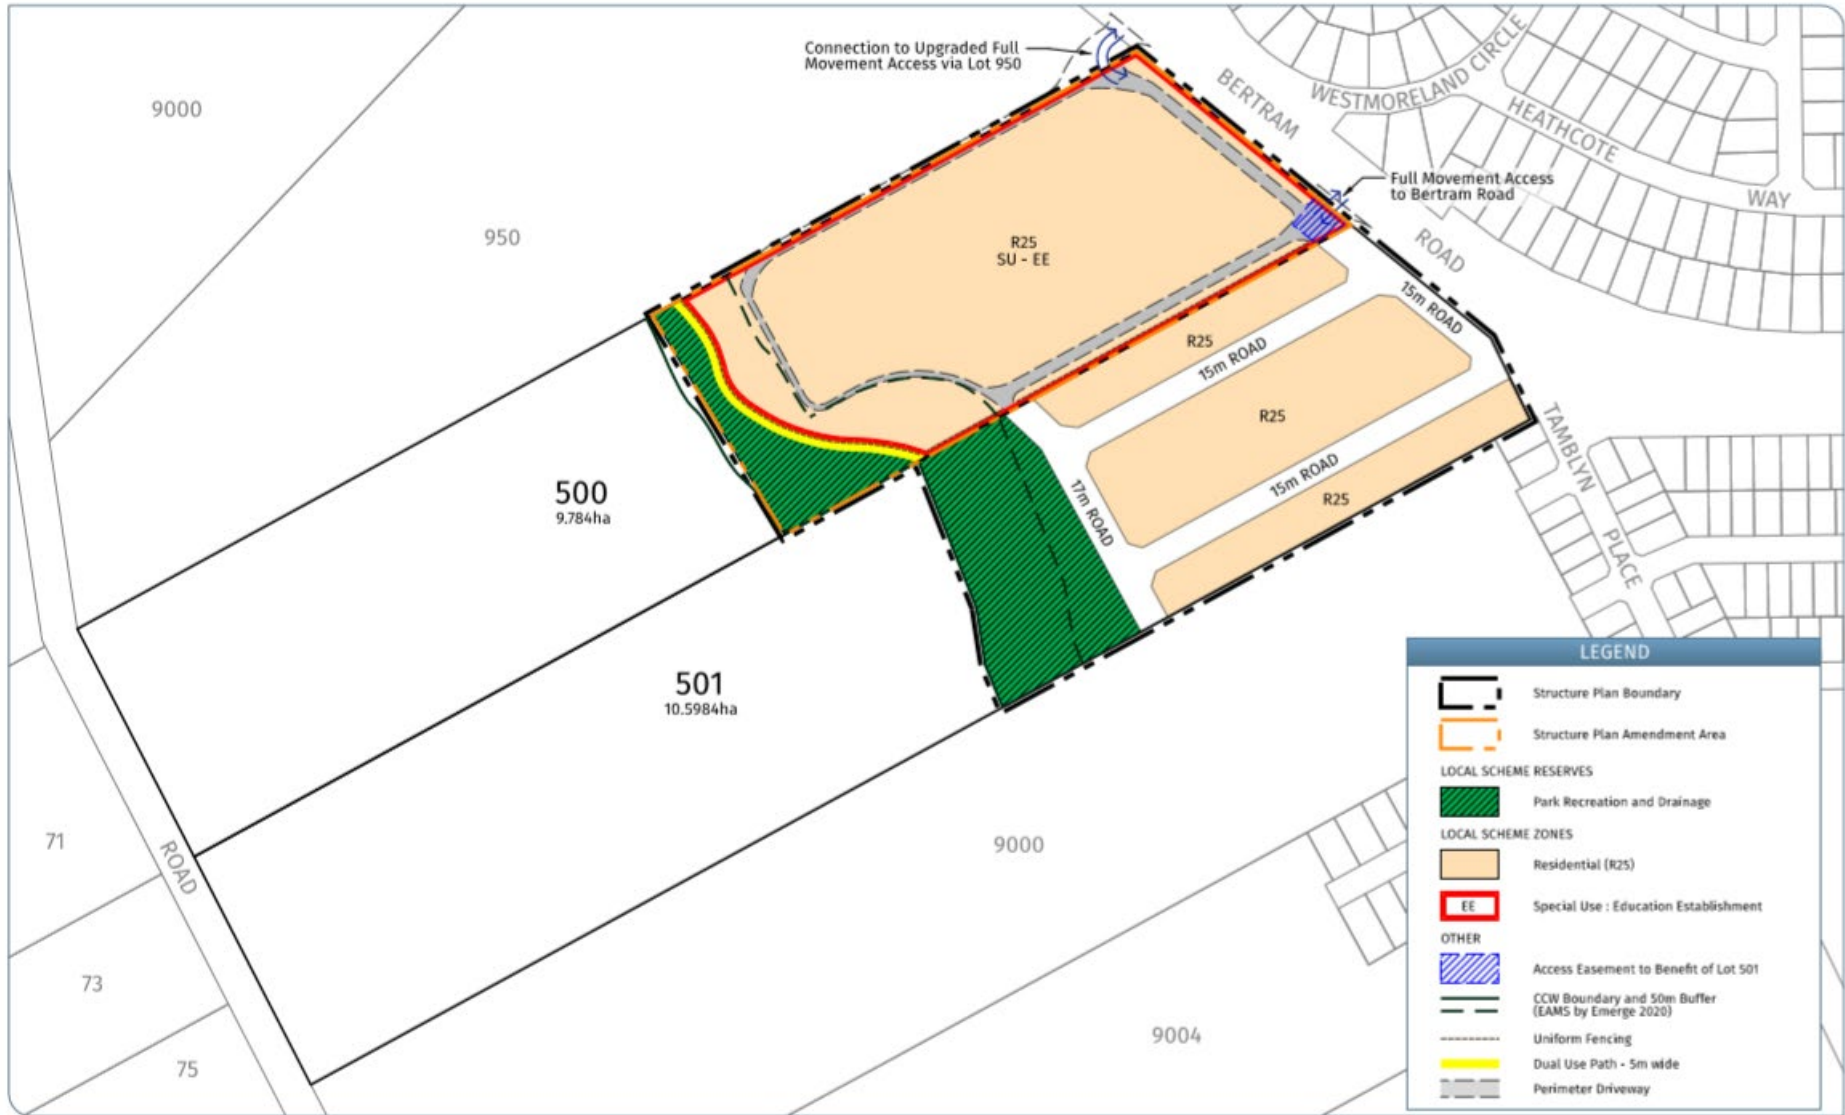 Connection to Upgraded Full
Movement Access via Lot 950
9000
950
BERTRAM
ROAD
WESTMORELAND CIRCLE
HEATHCOTE
WAY
Full Movement Access
to Bertram Road
R25
SU - EE
15m ROAD
R25
15m ROAD
R25
15m ROAD
R25
17m ROAD
TAMBLYN
PLACE
500
9.784ha
501
10.5984ha
71
ROAD
73
75
9000
9004
LEGEND
Structure Plan Boundary
Structure Plan Amendment Area
LOCAL SCHEME RESERVES
Park Recreation and Drainage
LOCAL SCHEME ZONES
Residential (R25)
EE Special Use : Education Establishment
OTHER
Access Easement to Benefit of Lot 501
CCW Boundary and 50m Buffer
(EAMS by Emerge 2020)
Uniform Fencing
Dual Use Path - 5m wide
Perimeter Driveway